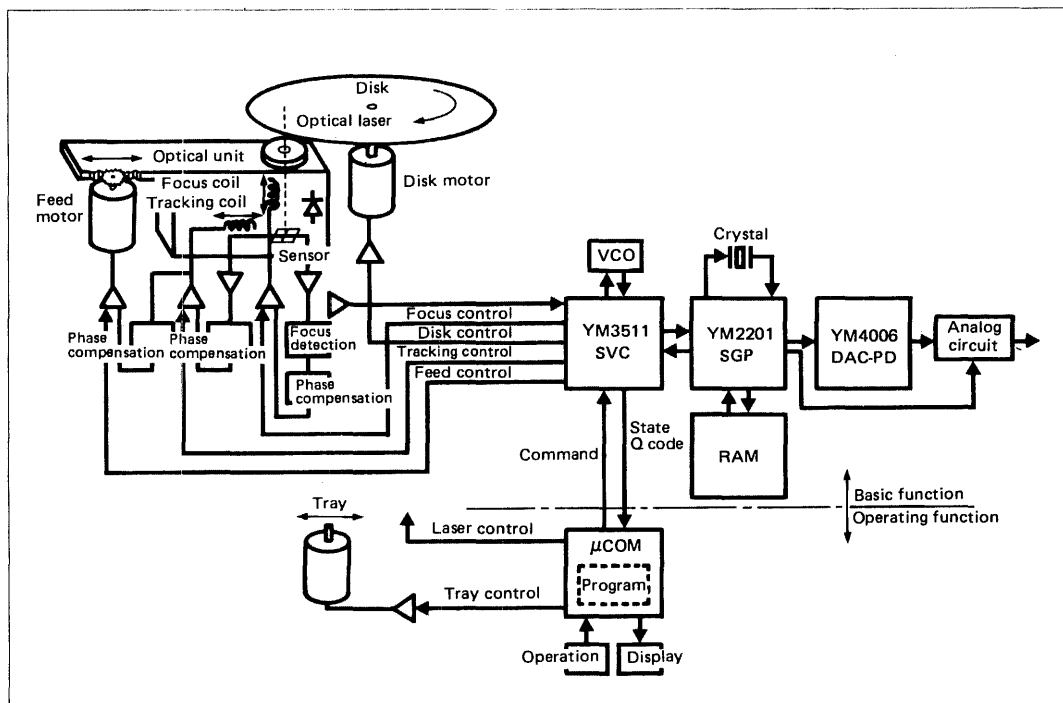 Disk
Optical laser
Optical unit
Focus coil
Tracking coil
Feed
motor
Disk motor
Sensor
Phase
compensation
Phase
compensation
Focus
detection
Phase
compensation
Focus control
Disk control
Tracking control
Feed control
VCO
YM3511
SVC
Crystal
YM2201
SGP
YM4006
DAC-PD
Analog
circuit
RAM
Command
State
Q code
Basic function
Operating function
Tray
Laser control
Tray control
μCOM
Program
Operation
Display